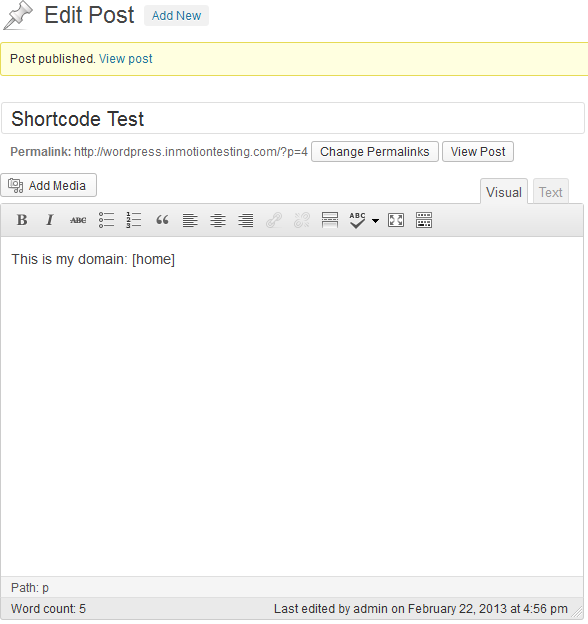 Edit Post Add New
Post published. View post
Shortcode Test
Permalink: http://wordpress.inmotiontesting.com/?p=4 Change Permalinks View Post
Add Media
Visual Text
B I ABC ABC
This is my domain: [home]
Path: p
Word count: 5 Last edited by admin on February 22, 2013 at 4:56 pm